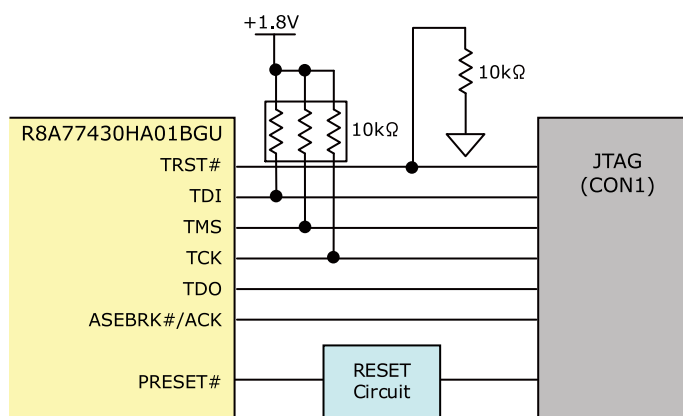 +1.8V
10kΩ
10kΩ
R8A77430HA01BGU
TRST#
TDI
TMS
TCK
TDO
ASEBRK#/ACK
PRESET#
RESET
Circuit
JTAG
(CON1)